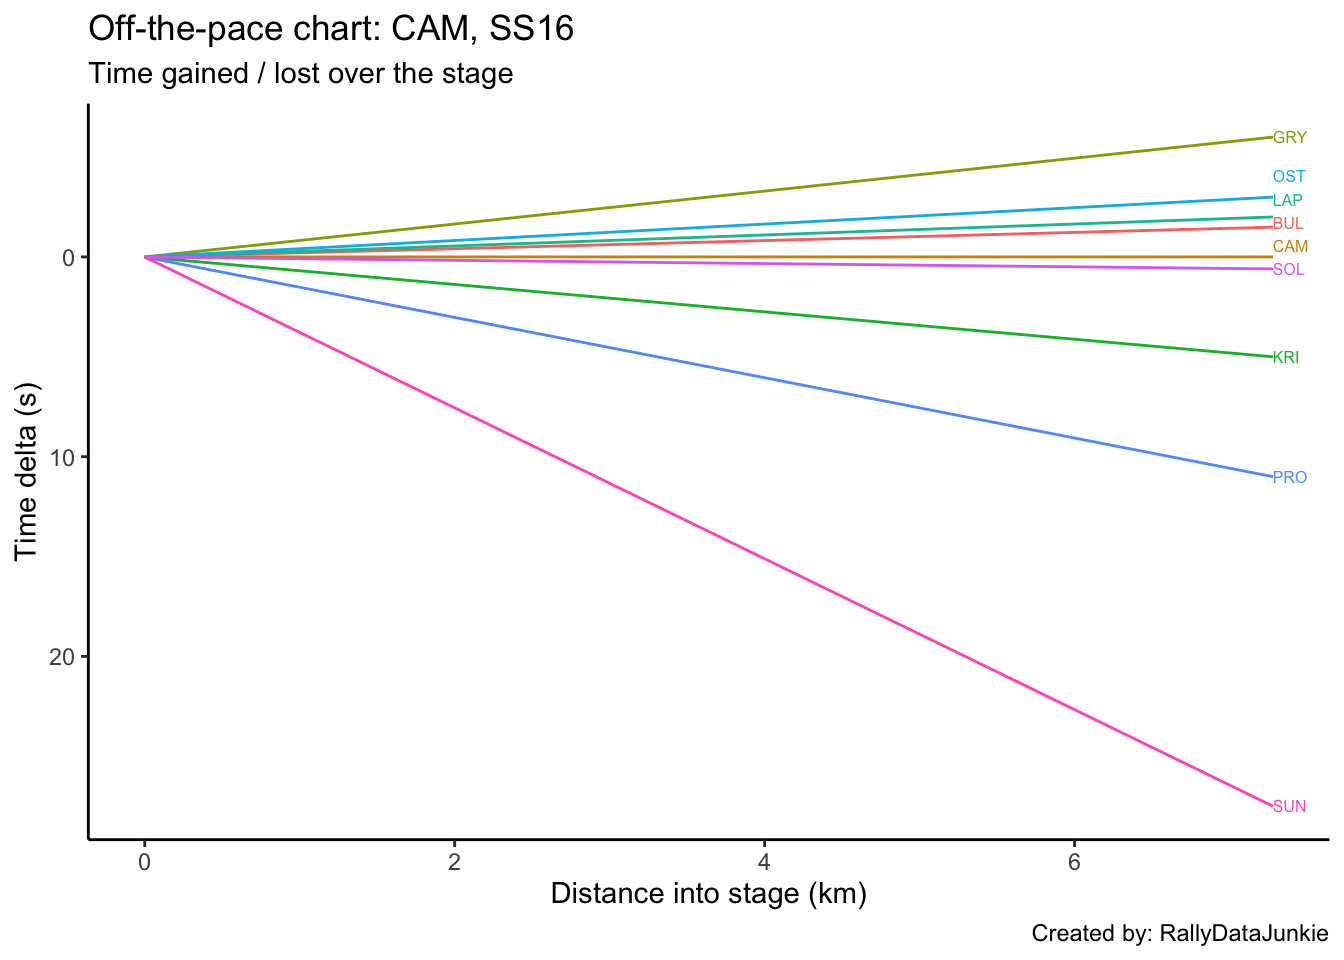 Off-the-pace chart: CAM, SS16
Time gained / lost over the stage
GRY
OST
LAP
BUL
CAM
SOL
KRI
PRO
SUN
0
10
20
Time delta (s)
0 2 4 6
Distance into stage (km)
Created by: RallyDataJunkie